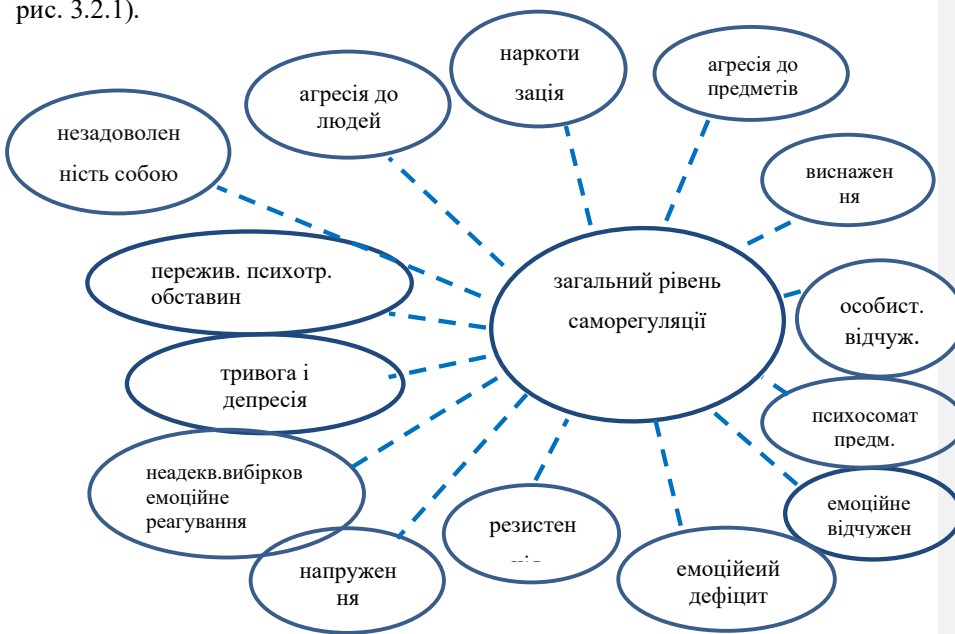 рис. 3.2.1).
наркоти
зація
агресія до
предметів
агресія до
людей
незадоволен
ність собою
виснажен
ня
пережив. психотр.
обставин
загальний рівень
саморегуляції
особист.
відчуж.
тривога і
депресія
психосомат
предм.
неадекв.вибірков
емоційне
реагування
емоційне
відчужен
резистен
напружен
ня
емоційеий
дефіцит